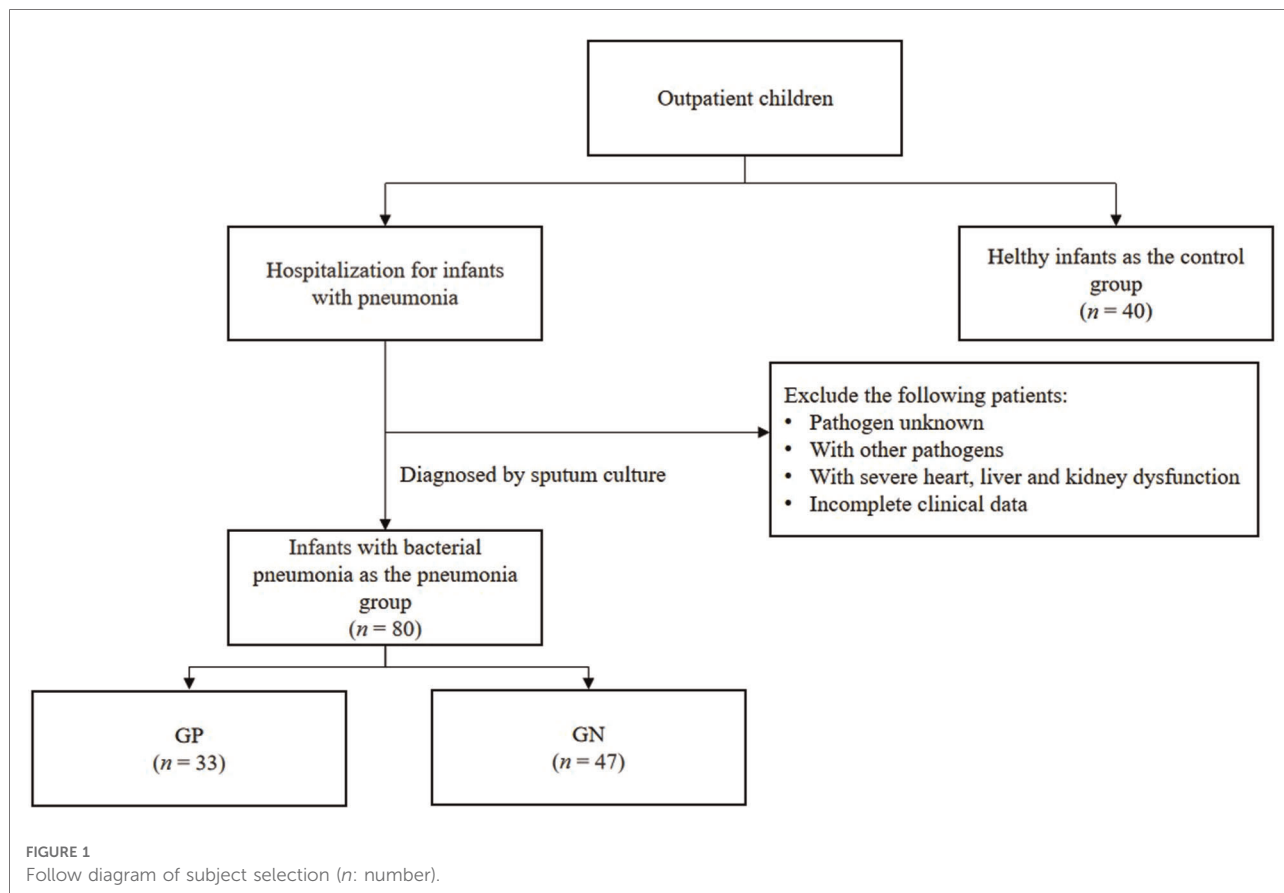 Outpatient children
Hospitalization for infants
with pneumonia
Helthy infants as the control
group
(n = 40)
Exclude the following patients:
• Pathogen unknown
• With other pathogens
• With severe heart, liver and kidney dysfunction
• Incomplete clinical data
Diagnosed by sputum culture
Infants with bacterial
pneumonia as the pneumonia
group
(n = 80)
GP
(n = 33)
GN
(n = 47)
FIGURE 1
Follow diagram of subject selection (n: number).